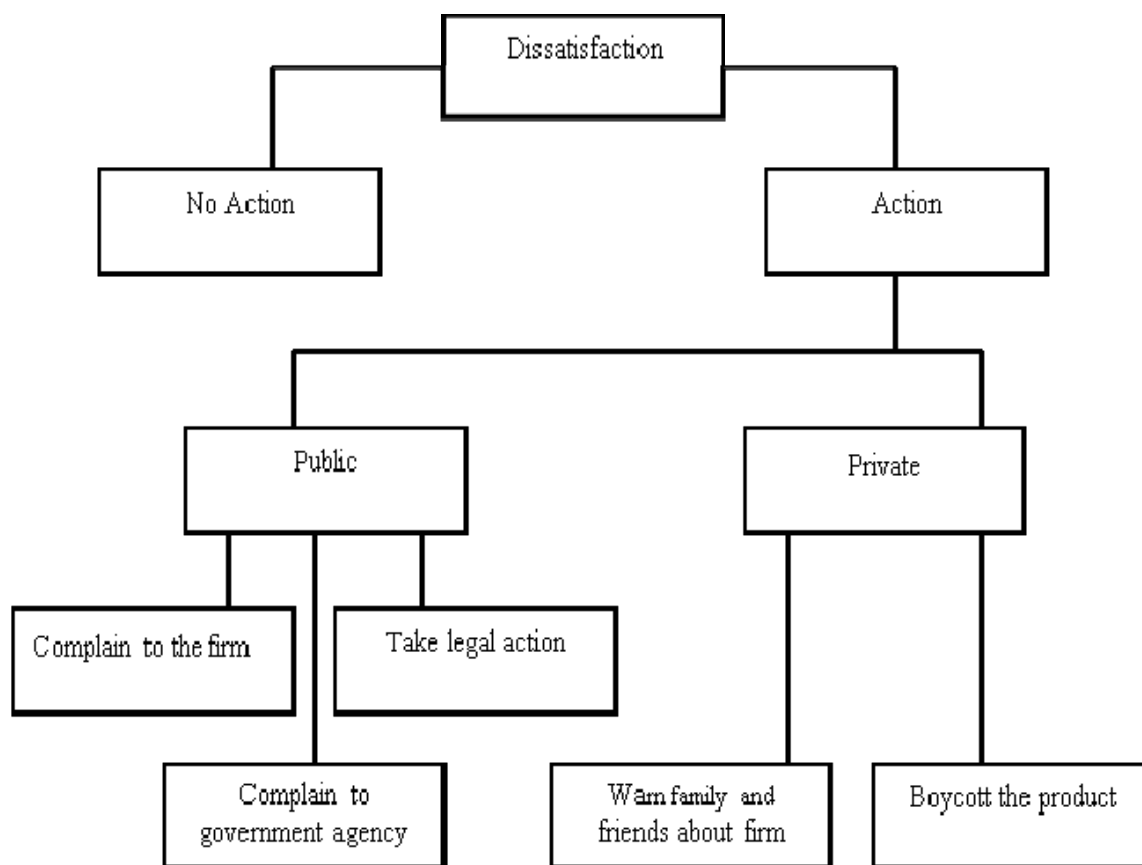 Dissatisfaction
No Action
Action
Public
Private
Complain to the firm
Take legal action
Complain to
government agency
Warn family and
friends about firm
Boycott the product